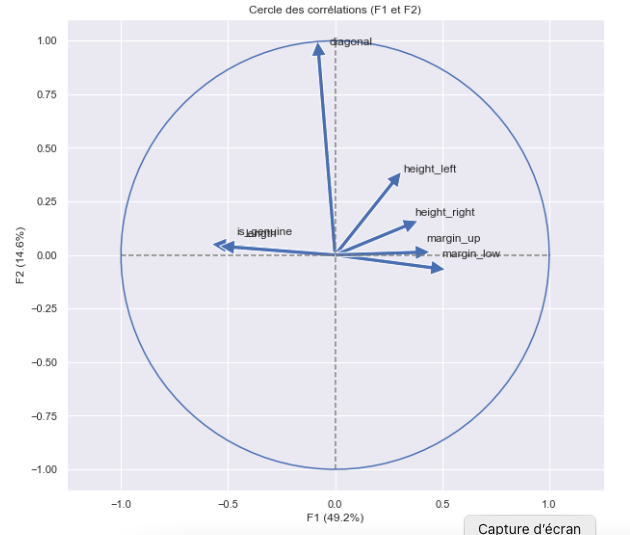 Cercle des corrélations (F1 et F2)
1.00
diagonal
0.75
0.50
height_left
0.25
height_right
is_genuine
length
margin_up
margin_low
0.00
F2 (14.6%)
−0.25
−0.50
−0.75
−1.00
−1.0
−0.5
0.0
0.5
1.0
F1 (49.2%)
Capture d'écran